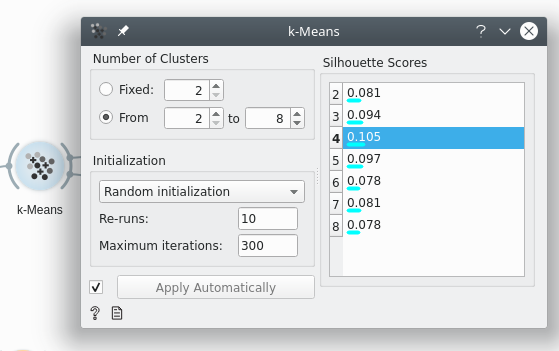 k-Means
Number of Clusters
Fixed: 2
From 2 to 8
Initialization
Random initialization
Re-runs: 10
Maximum iterations: 300
Apply Automatically
Silhouette Scores
2 0.081
3 0.094
4 0.105
5 0.097
6 0.078
7 0.081
8 0.078
k-Means